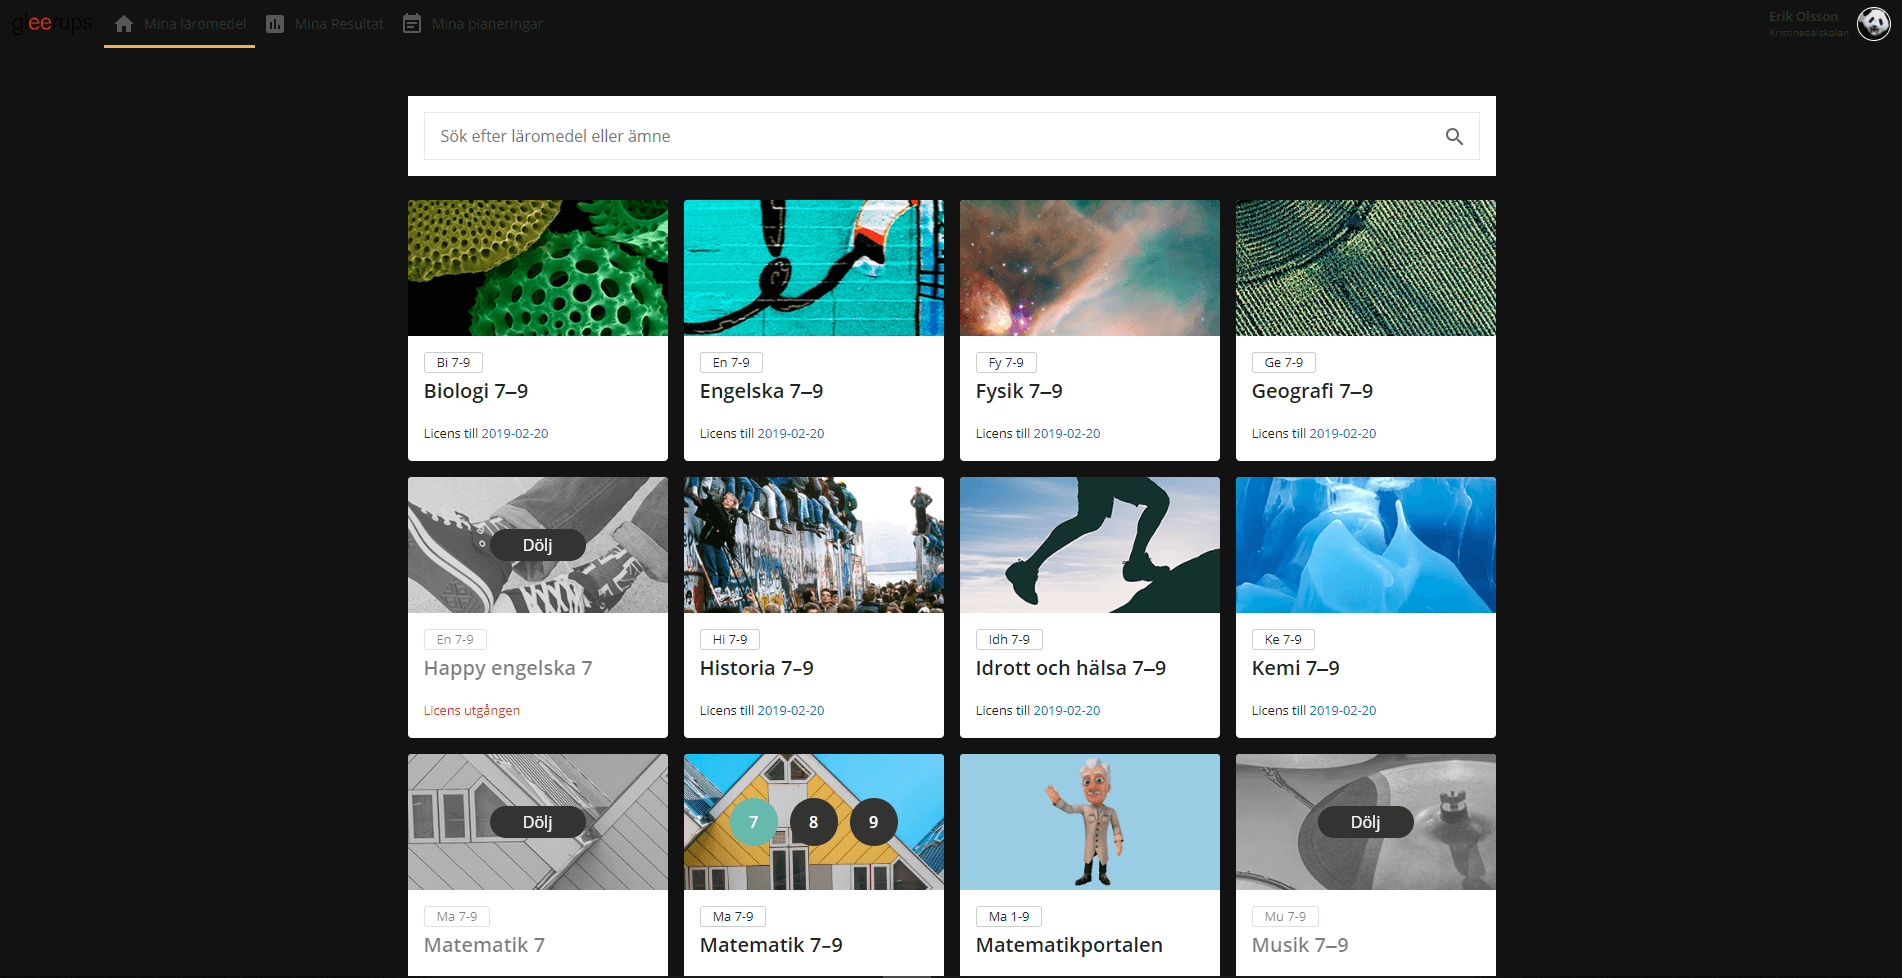 gleerups
Mina läromedel
Mina Resultat
Mina planeringar
Erik Olsson
Kristinedalskolan
Sök efter läromedel eller ämne
Bi 7-9
Biologi 7–9
Licens till 2019-02-20
En 7-9
Engelska 7–9
Licens till 2019-02-20
Fy 7-9
Fysik 7–9
Licens till 2019-02-20
Ge 7-9
Geografi 7–9
Licens till 2019-02-20
Dölj
En 7-9
Happy engelska 7
Licens utgången
Hi 7-9
Historia 7–9
Licens till 2019-02-20
Idh 7-9
Idrott och hälsa 7–9
Licens till 2019-02-20
Ke 7-9
Kemi 7–9
Licens till 2019-02-20
Dölj
Ma 7-9
Matematik 7
7 8 9
Ma 7-9
Matematik 7–9
Ma 1-9
Matematikportalen
Dölj
Mu 7-9
Musik 7–9